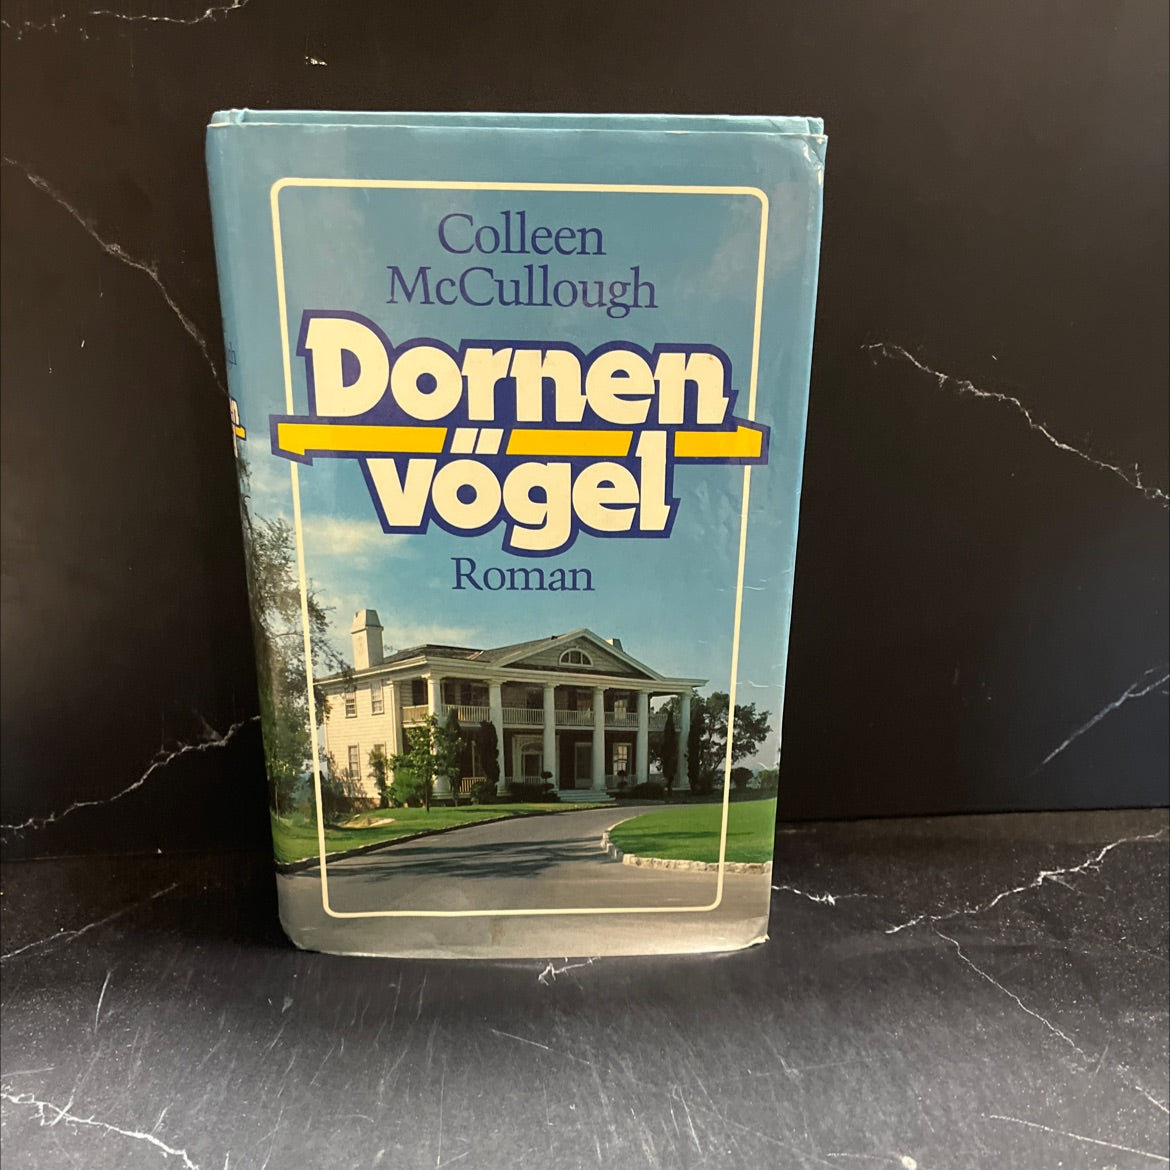 Colleen
McCullough
Dornen
vögel
Roman